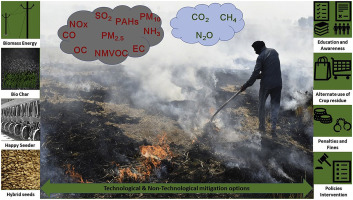 Biomass Energy
Bio Char
Happy Seeder
Hybrid seeds
NOx
SO2
PAHs
PM10
CO
PM2.5
NH3
OC
NMVOC
EC
CO2
CH4
N2O
Technological & Non-Technological mitigation options
Education and
Awareness
Alternate use of
Crop residue
Penalties and
Fines
Policies
Intervention